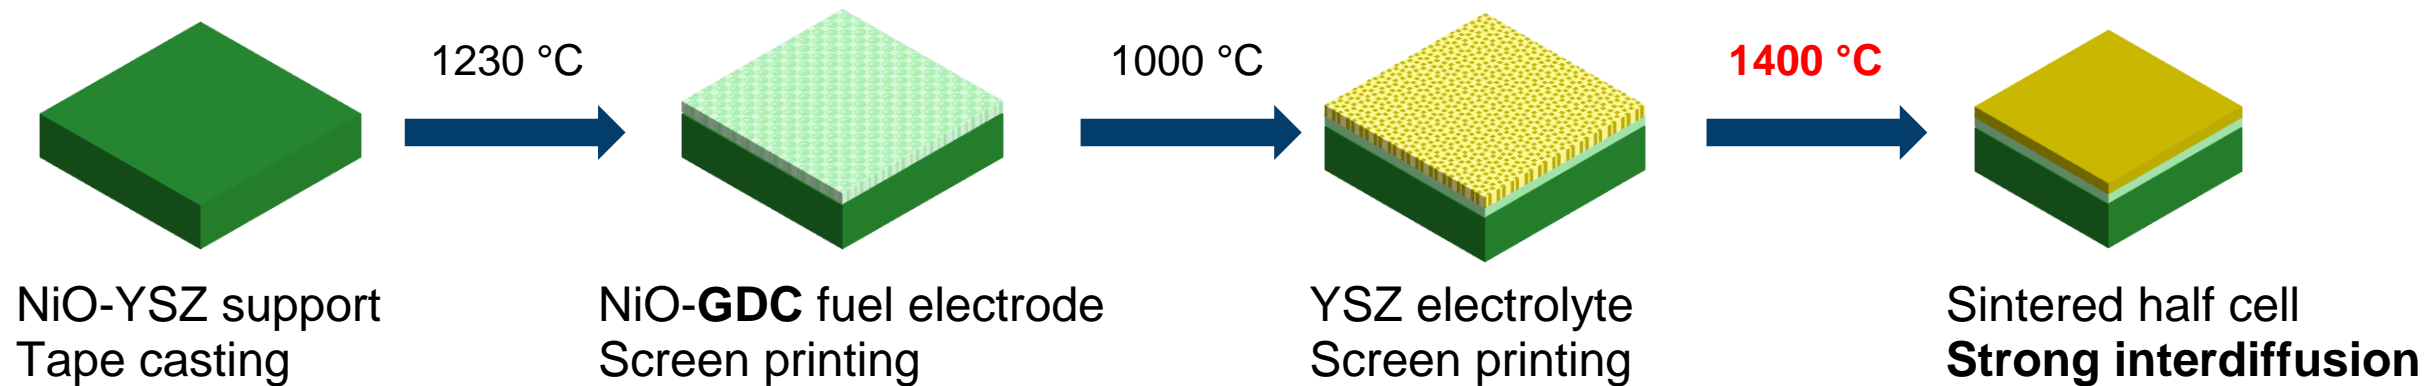 1230 °C
1000 °C
1400 °C
NiO-YSZ support
Tape casting
NiO-GDC fuel electrode
Screen printing
YSZ electrolyte
Screen printing
Sintered half cell
Strong interdiffusion